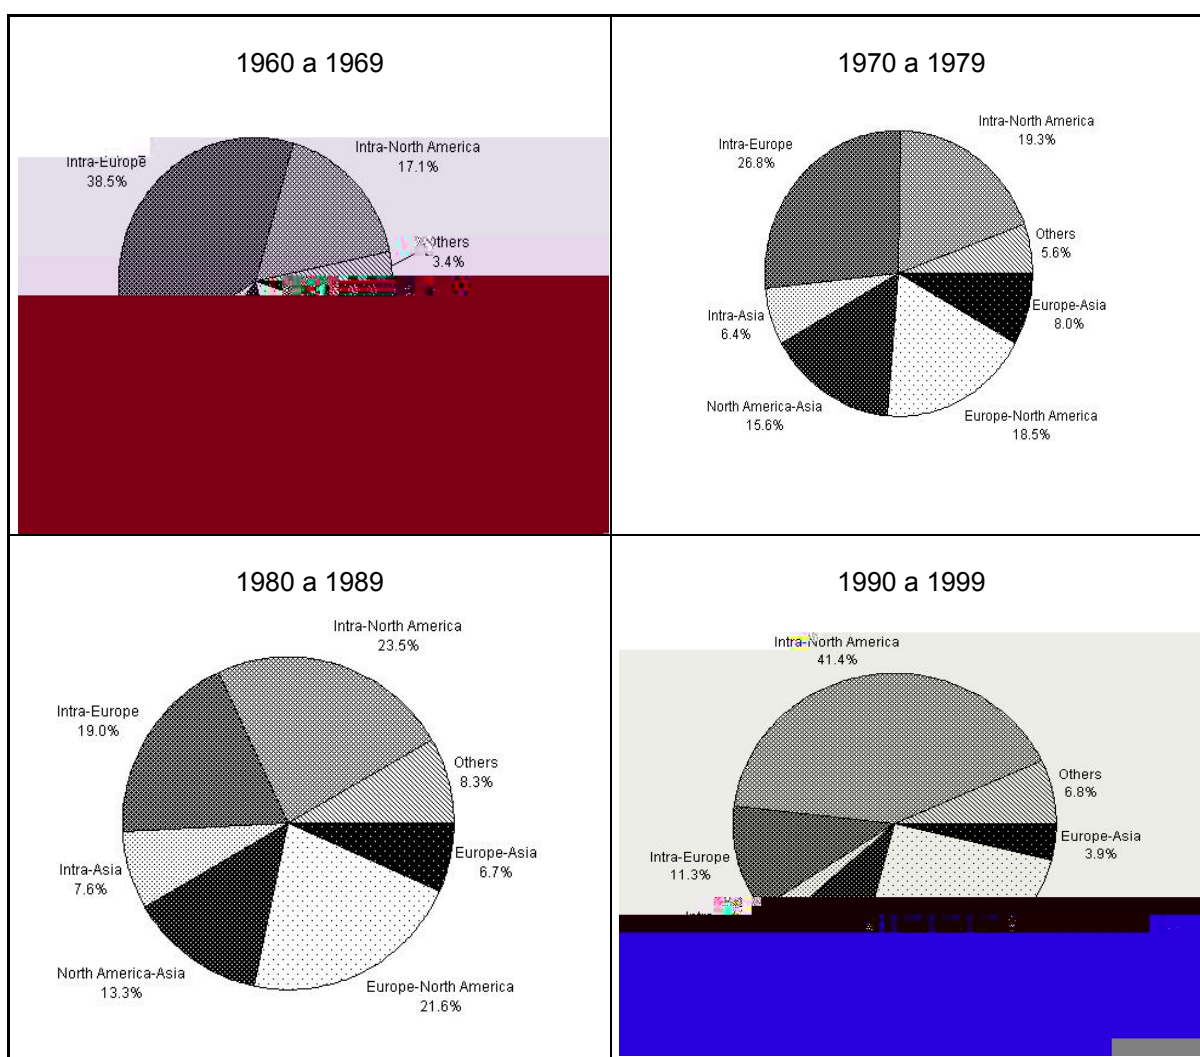 1960 a 1969
Intra-North America
17.1%
Intra-Europe
38.5%
Others
3.4%
1970 a 1979
Intra-North America
19.3%
Intra-Europe
26.8%
Others
5.6%
Europe-Asia
8.0%
Intra-Asia
6.4%
North America-Asia
15.6%
Europe-North America
18.5%
1980 a 1989
Intra-North America
23.5%
Intra-Europe
19.0%
Others
8.3%
Europe-Asia
6.7%
Intra-Asia
7.6%
North America-Asia
13.3%
Europe-North America
21.6%
1990 a 1999
Intra-North America
41.4%
Others
6.8%
Europe-Asia
3.9%
Intra-Europe
11.3%